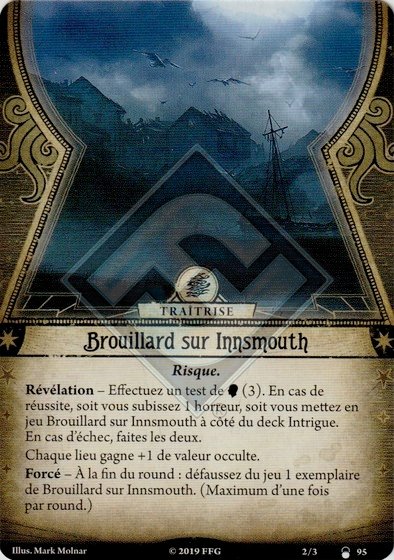 TRAÎTRISE
Brouillard sur Innsmouth
Risque.
Révélation – Effectuez un test de (3). En cas de
réussite, soit vous subissez 1 horreur, soit vous mettez en
jeu Brouillard sur Innsmouth à côté du deck Intrigue.
En cas d'échec, faites les deux.
Chaque lieu gagne +1 de valeur occulte.
Forcé – À la fin du round : défaussez du jeu 1 exemplaire
de Brouillard sur Innsmouth. (Maximum d'une fois
par round.)
Illus. Mark Molnar © 2019 FFG 2/3 95